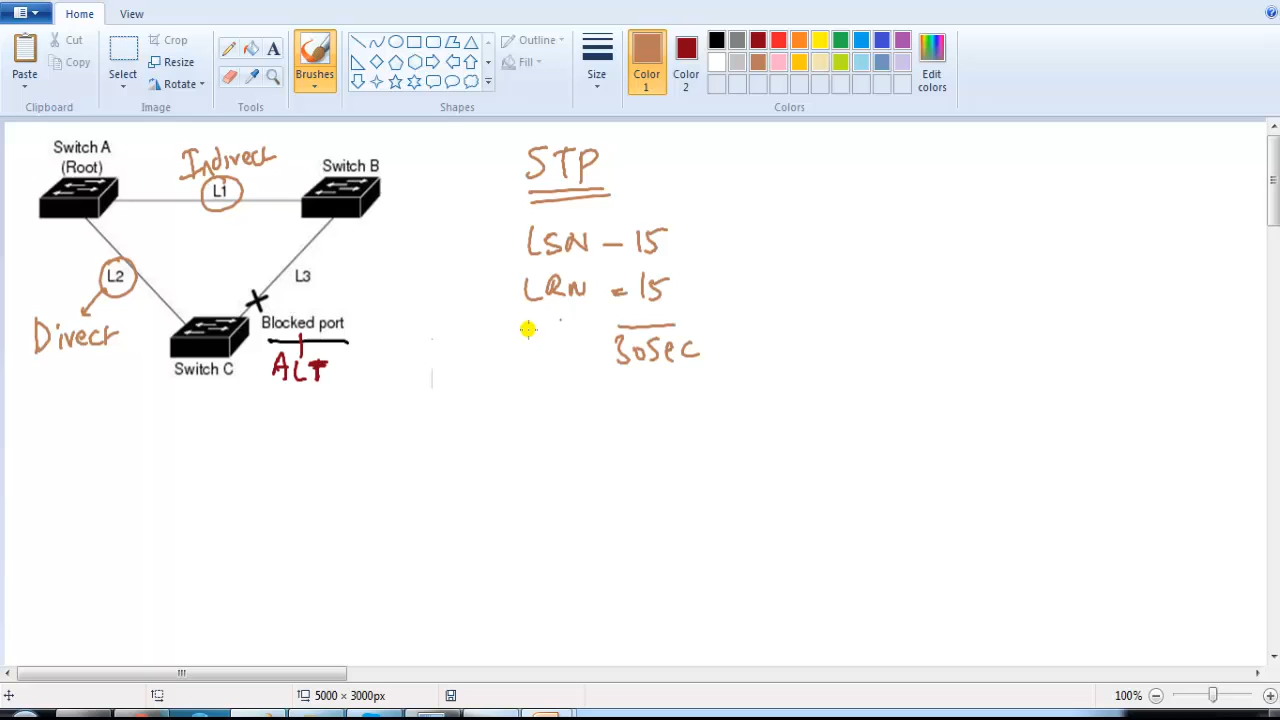 Home
View
Paste
Cut
Copy
Clipboard
Select
Crop
Resize
Rotate
Image
A
Tools
Brushes
Outline
Fill
Shapes
Size
Color
1
Color
2
Edit
colors
Colors
Switch A
(Root)
Indirect
L1
Switch B
L2
L3
Direct
Blocked port
ALT
Switch C
STP
LSN - 15
LRN = 15
30sec
5000 × 3000px
100%